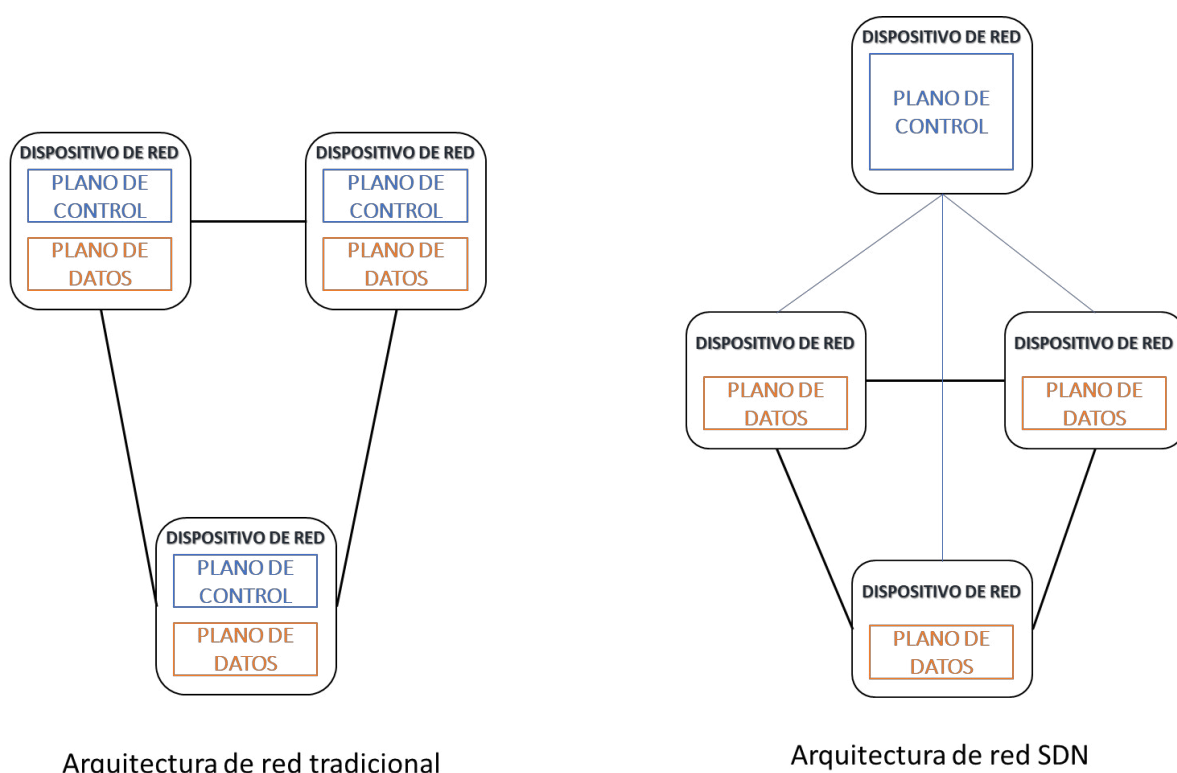 DISPOSITIVO DE RED
PLANO DE
CONTROL
PLANO DE
DATOS
DISPOSITIVO DE RED
PLANO DE
CONTROL
PLANO DE
DATOS
DISPOSITIVO DE RED
PLANO DE
CONTROL
PLANO DE
DATOS
Arquitectura de red tradicional
DISPOSITIVO DE RED
PLANO DE
CONTROL
DISPOSITIVO DE RED
PLANO DE
DATOS
DISPOSITIVO DE RED
PLANO DE
DATOS
DISPOSITIVO DE RED
PLANO DE
DATOS
Arquitectura de red SDN